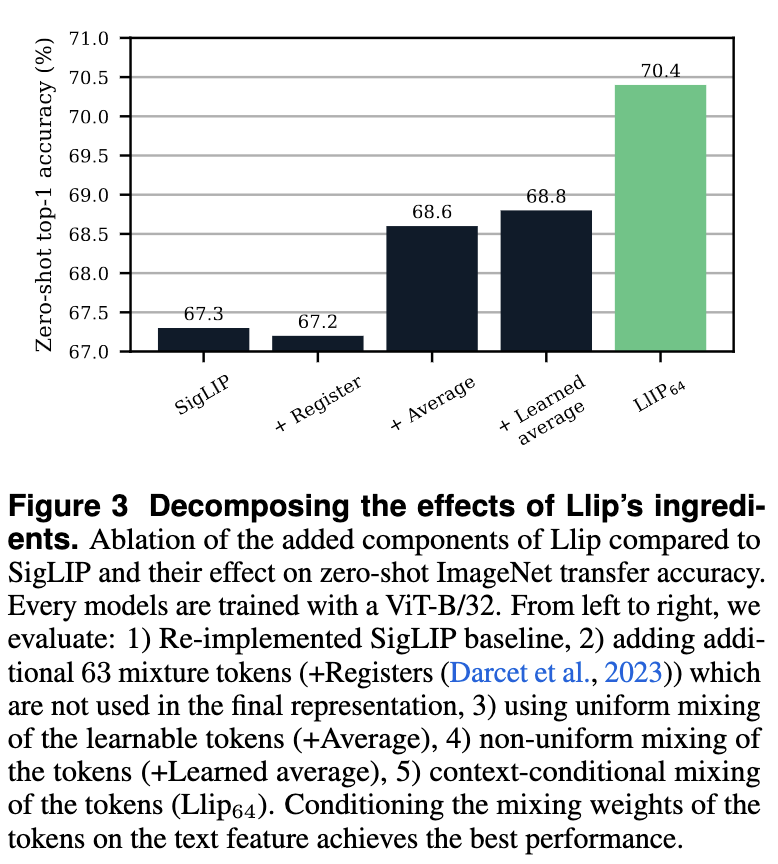 Zero-shot top-1 accuracy (%)
71.0
70.5
70.0
69.5
69.0
68.5
68.0
67.5
67.0
67.3
67.2
68.6
68.8
70.4
SigLIP
+ Register
+ Average
+ Learned
average
LlIP64
Figure 3 Decomposing the effects of Llip's ingredi-
ents. Ablation of the added components of Llip compared to
SigLIP and their effect on zero-shot ImageNet transfer accuracy.
Every models are trained with a ViT-B/32. From left to right, we
evaluate: 1) Re-implemented SigLIP baseline, 2) adding addi-
tional 63 mixture tokens (+Registers (Darcet et al., 2023)) which
are not used in the final representation, 3) using uniform mixing
of the learnable tokens (+Average), 4) non-uniform mixing of
the tokens (+Learned average), 5) context-conditional mixing
of the tokens (Llip64). Conditioning the mixing weights of the
tokens on the text feature achieves the best performance.